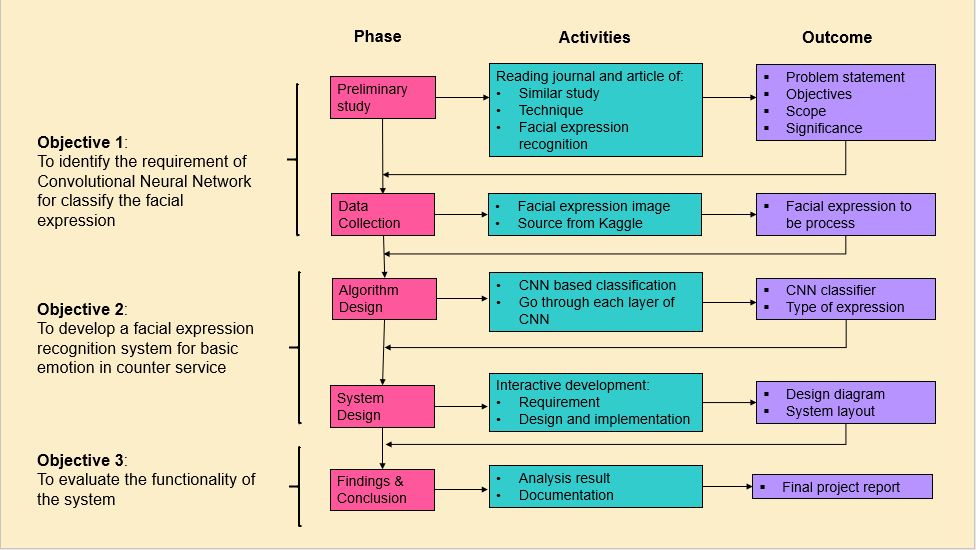 Phase
Activities
Outcome
Objective 1:
To identify the requirement of
Convolutional Neural Network
for classify the facial
expression
Preliminary
study
Reading journal and article of:
• Similar study
• Technique
• Facial expression
recognition
▪ Problem statement
▪ Objectives
▪ Scope
▪ Significance
Data
Collection
• Facial expression image
• Source from Kaggle
▪ Facial expression to
be process
Objective 2:
To develop a facial expression
recognition system for basic
emotion in counter service
Algorithm
Design
• CNN based classification
• Go through each layer of
CNN
▪ CNN classifier
▪ Type of expression
System
Design
Interactive development:
• Requirement
• Design and implementation
▪ Design diagram
▪ System layout
Objective 3:
To evaluate the functionality of
the system
Findings &
Conclusion
• Analysis result
• Documentation
▪ Final project report